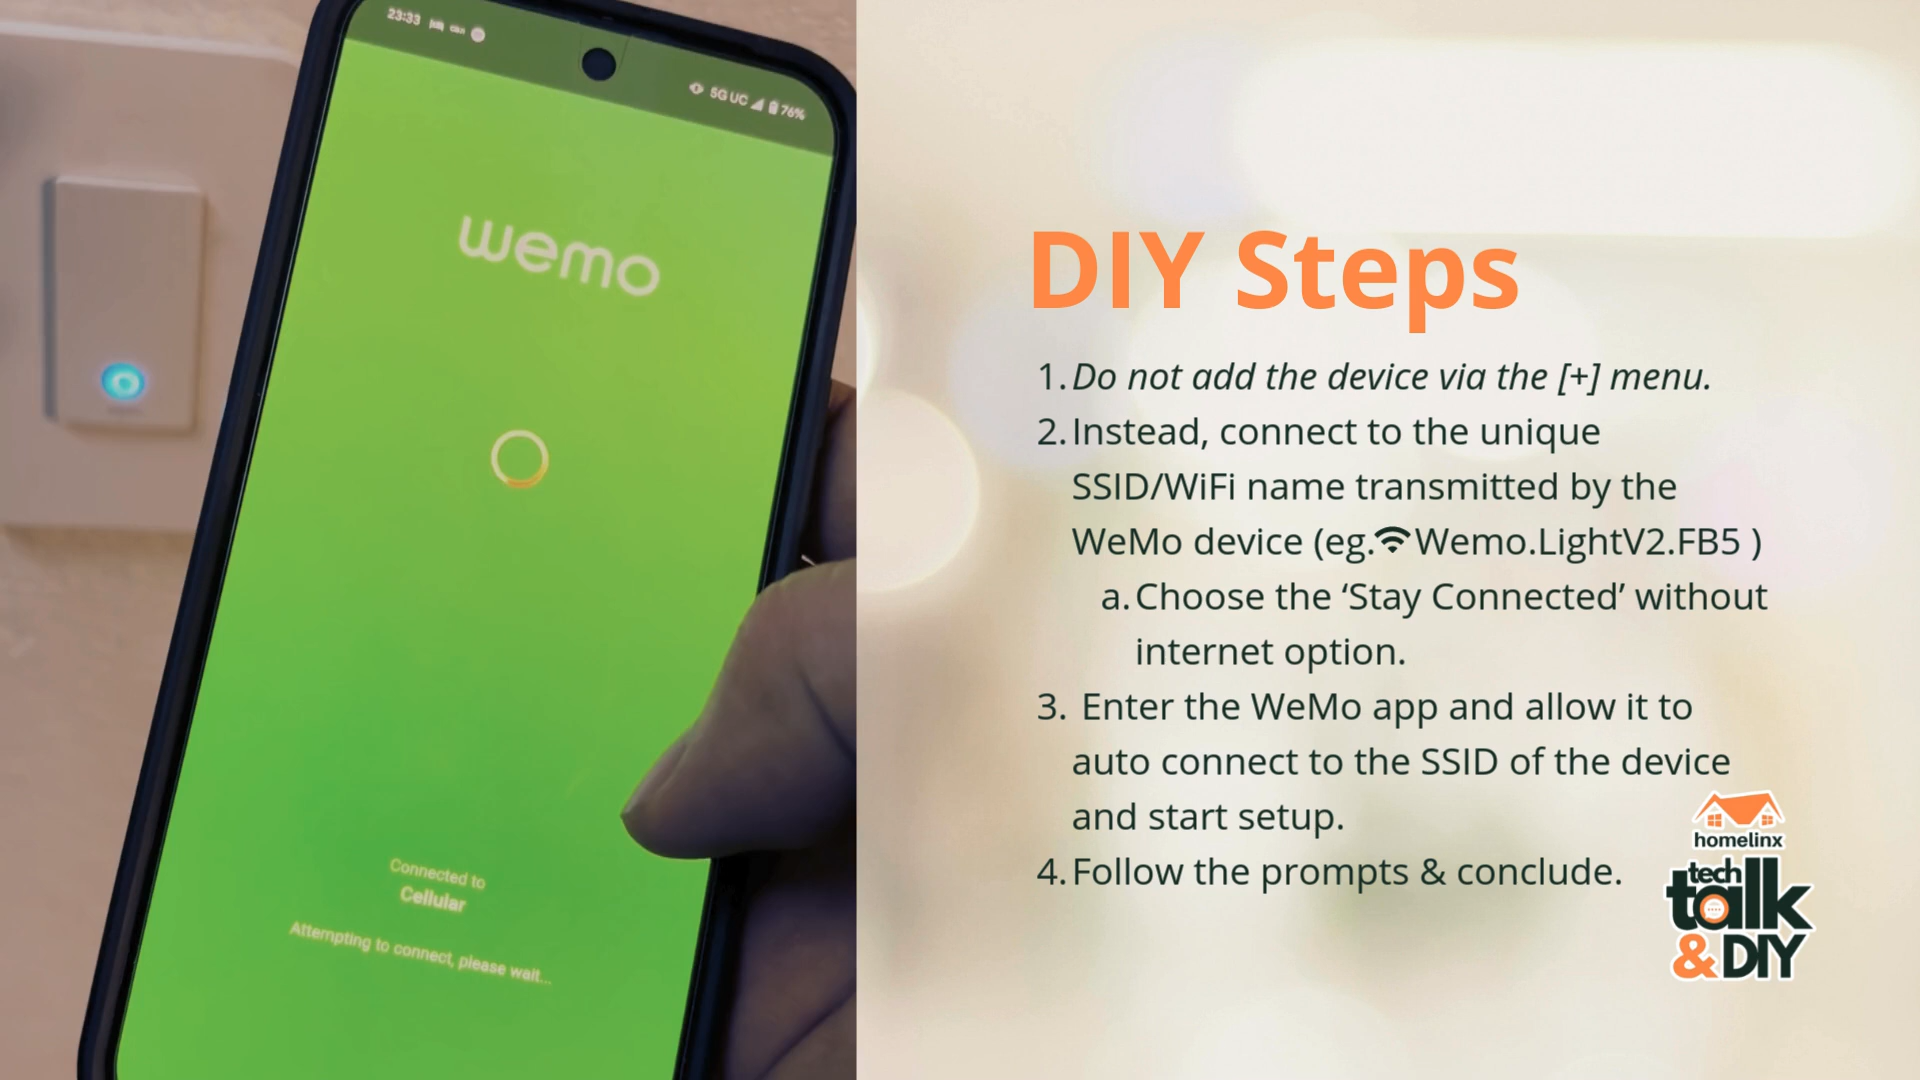 23:33
5G UC 76%
wemo
Connected to
Cellular
Attempting to connect, please wait...
DIY Steps
1. Do not add the device via the [+] menu.
2. Instead, connect to the unique
SSID/WiFi name transmitted by the
WeMo device (eg. Wemo.LightV2.FB5 )
a. Choose the ‘Stay Connected’ without
internet option.
3. Enter the WeMo app and allow it to
auto connect to the SSID of the device
and start setup.
4. Follow the prompts & conclude.
homelinx
tech
talk
& DIY